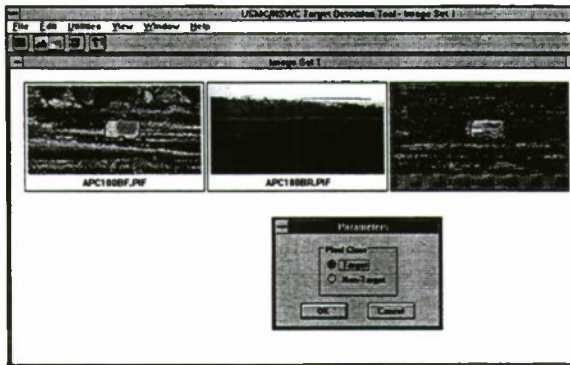 USMC/NSWC Target Detection Tool - Image Set 1
File Edit Utilities View Window Help
Image Set 1
APC100BF.PIF
APC100BR.PIF
Parameters
Pixel Class
Target
Non-Target
OK Cancel